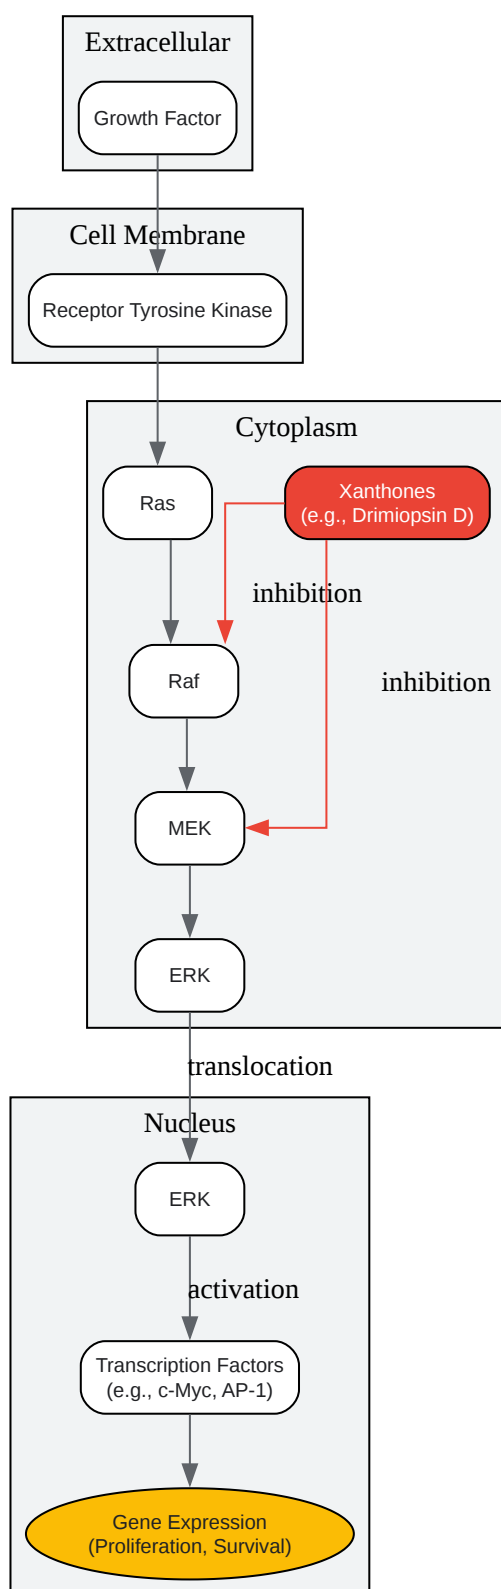 Extracellular
Growth Factor
Cell Membrane
Receptor Tyrosine Kinase
Cytoplasm
Ras
Xanthones
(e.g., Drimiopsin D)
inhibition
Raf
inhibition
MEK
ERK
translocation
Nucleus
ERK
activation
Transcription Factors
(e.g., c-Myc, AP-1)
Gene Expression
(Proliferation, Survival)